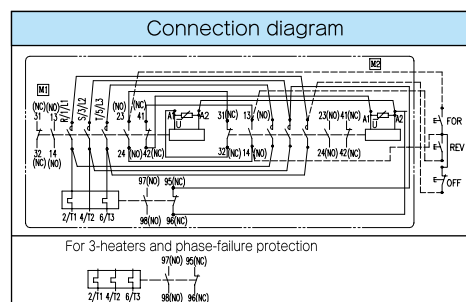 Connection diagram
M1
M2
(NC) (NO) R/1/L1 S/3/L2 T/5/L3 (NO) (NC) A1 A2 (NC) (NO) A1 A2
31 13 23 41 U 31 13 23(NO) 41(NC) U
FOR
REV
OFF
32 14 24(NO) 42(NC) 32(NC) 14(NO) 24(NO) 42(NC)
(NC) (NO)
97(NO) 95(NC)
2/T1 4/T2 6/T3 98(NO) 96(NC)
For 3-heaters and phase-failure protection
97(NO) 95(NC)
2/T1 4/T2 6/T3 98(NO) 96(NC)